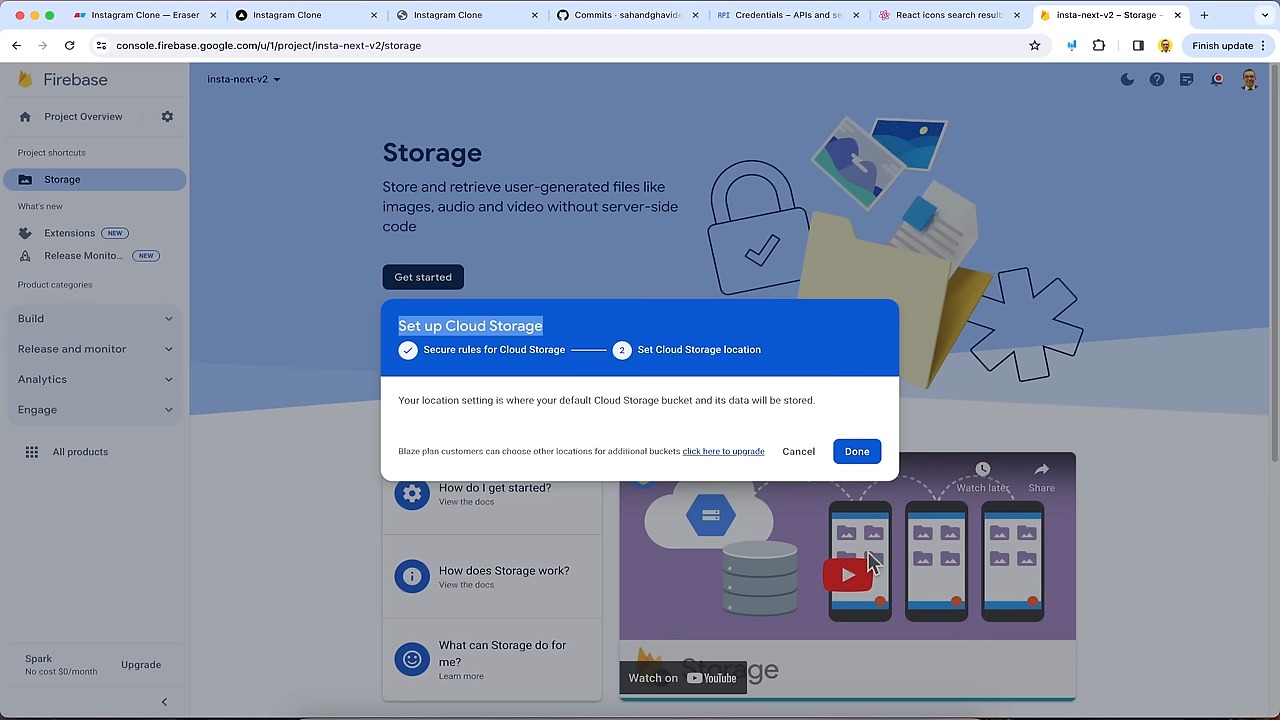 Instagram Clone — Eraser
Instagram Clone
Instagram Clone
Commits · sahandghavide
API Credentials – APIs and se
React icons search result
insta-next-v2 – Storage –
console.firebase.google.com/u/1/project/insta-next-v2/storage
Finish update
Firebase
insta-next-v2
Project Overview
Project shortcuts
Storage
What's new
Extensions NEW
Release Monito... NEW
Product categories
Build
Release and monitor
Analytics
Engage
All products
Spark
No cost $0/month
Upgrade
Storage
Store and retrieve user-generated files like
images, audio and video without server-side
code
Get started
Set up Cloud Storage
Secure rules for Cloud Storage
2 Set Cloud Storage location
Your location setting is where your default Cloud Storage bucket and its data will be stored.
Blaze plan customers can choose other locations for additional buckets click here to upgrade
Cancel
Done
How do I get started?
View the docs
How does Storage work?
View the docs
What can Storage do for
me?
Learn more
Watch later
Share
Storage
Watch on YouTube